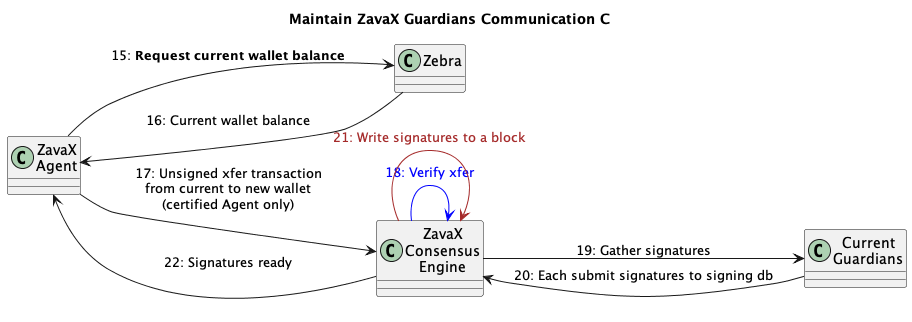 Maintain ZavaX Guardians Communication C
15: Request current wallet balance
C Zebra
16: Current wallet balance
21: Write signatures to a block
C ZavaX
Agent
17: Unsigned xfer transaction
from current to new wallet
(certified Agent only)
18: Verify xfer
C ZavaX
Consensus
Engine
19: Gather signatures
C Current
Guardians
20: Each submit signatures to signing db
22: Signatures ready